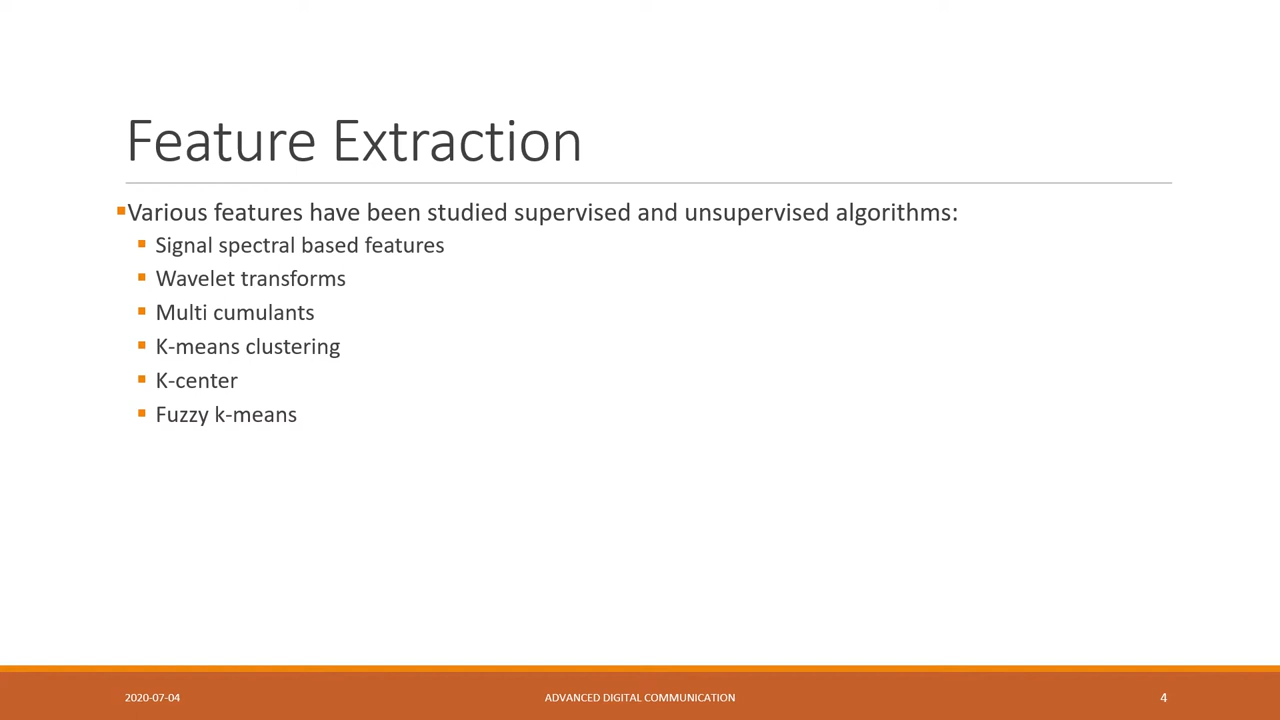 Feature Extraction
Various features have been studied supervised and unsupervised algorithms:
Signal spectral based features
Wavelet transforms
Multi cumulants
K-means clustering
K-center
Fuzzy k-means
2020-07-04
ADVANCED DIGITAL COMMUNICATION
4